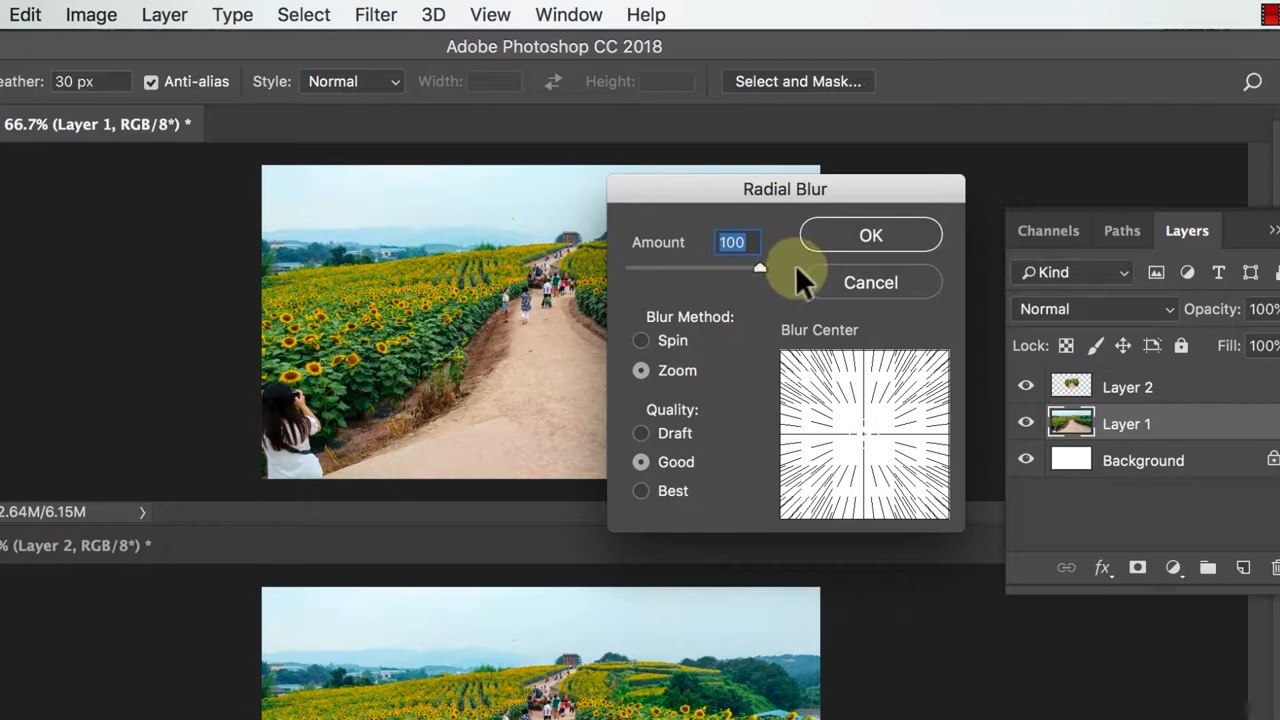 Edit Image Layer Type Select Filter 3D View Window Help
Adobe Photoshop CC 2018
eather: 30 px Anti-alias Style: Normal Width: Height: Select and Mask...
66.7% (Layer 1, RGB/8*) *
Radial Blur
Amount 100 OK
Cancel
Blur Method:
Spin
Zoom
Quality:
Draft
Good
Best
Blur Center
Channels Paths Layers
Kind
Normal Opacity: 100%
Lock: Fill: 100%
Layer 2
Layer 1
Background
fx
2.64M/6.15M
% (Layer 2, RGB/8*) *